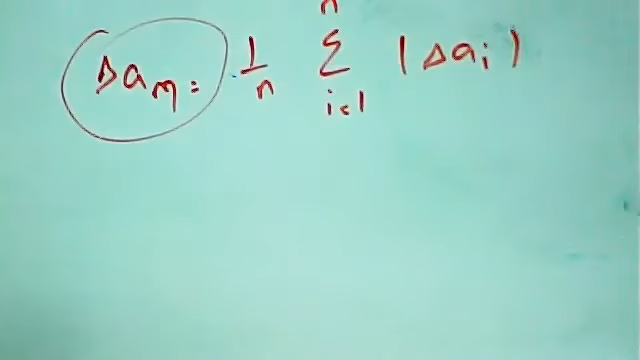 Δa_m = 1/n Σ_{i=1}^{n} |Δa_i|